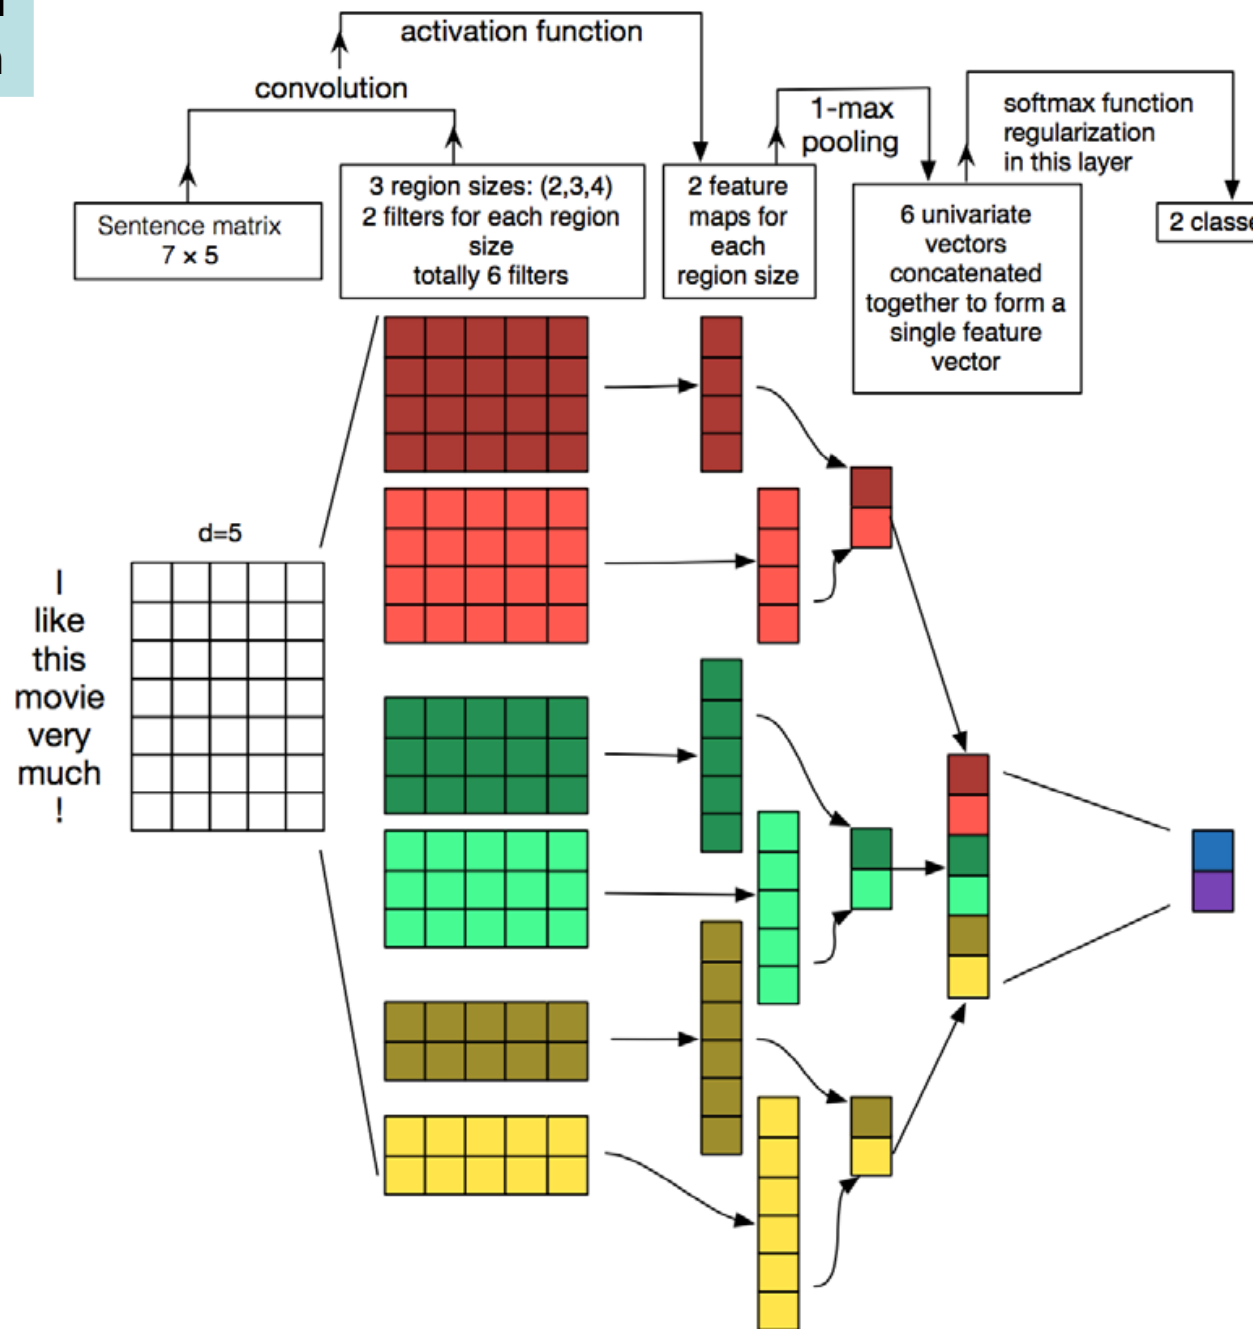 activation function
convolution
1-max
pooling
softmax function
regularization
in this layer
Sentence matrix
7 × 5
3 region sizes: (2,3,4)
2 filters for each region
size
totally 6 filters
2 feature
maps for
each
region size
6 univariate
vectors
concatenated
together to form a
single feature
vector
2 classe
d=5
I
like
this
movie
very
much
!